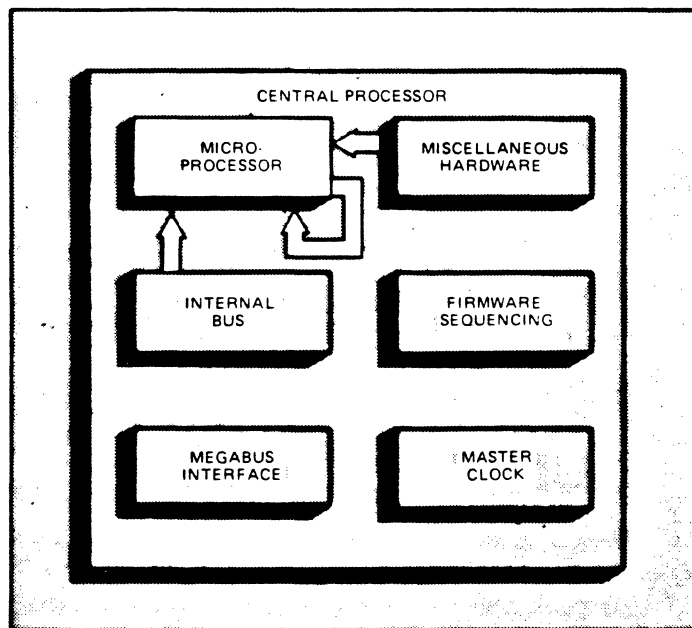 CENTRAL PROCESSOR
MICRO-
PROCESSOR
MISCELLANEOUS
HARDWARE
INTERNAL
BUS
FIRMWARE
SEQUENCING
MEGABUS
INTERFACE
MASTER
CLOCK